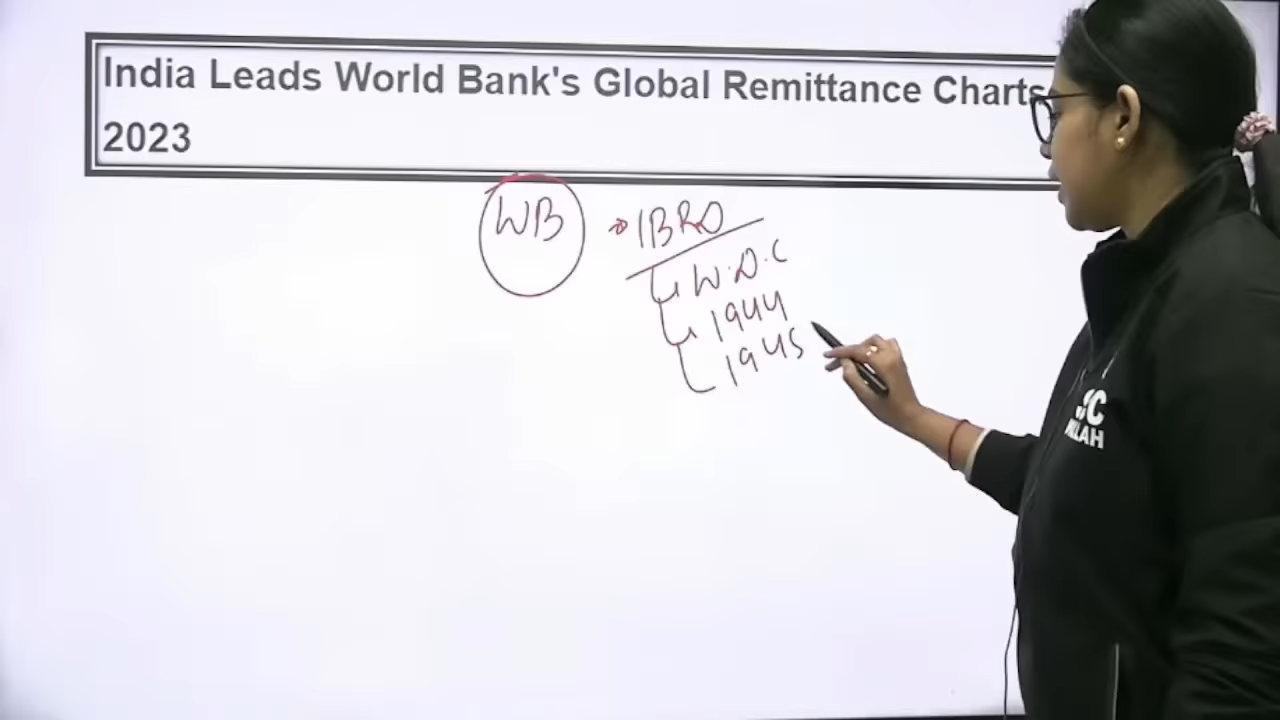 India Leads World Bank's Global Remittance Charts
2023
WB
IBRD
W.D.C
1944
1945